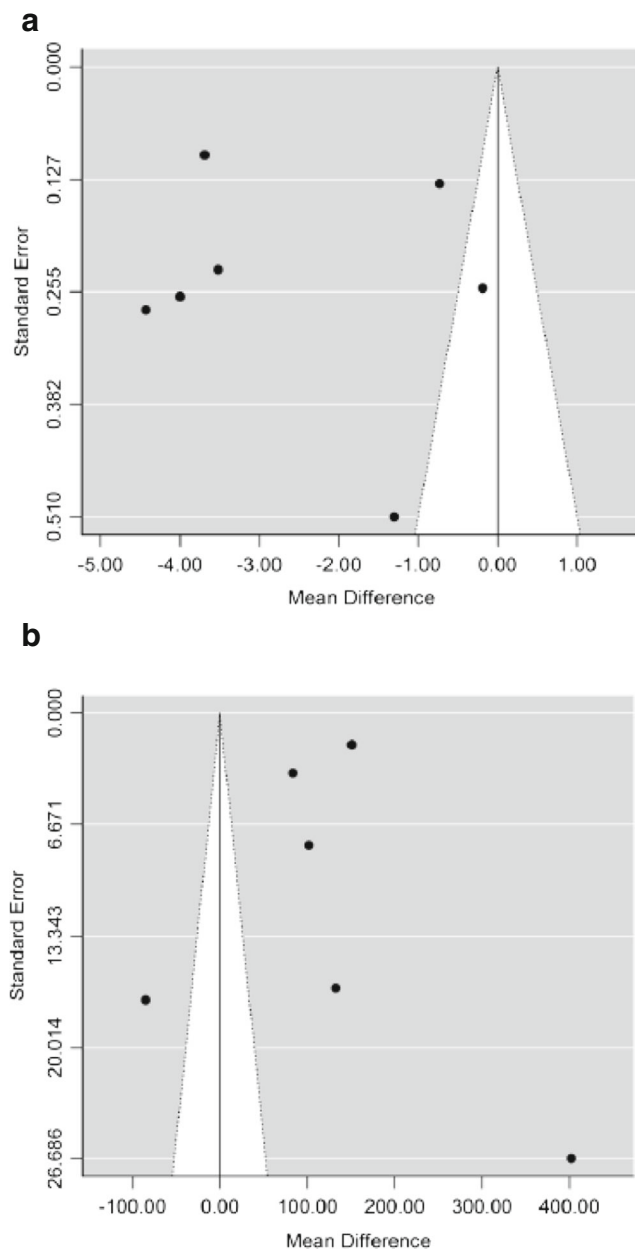 a
0.000
0.127
0.255
0.382
0.510
Standard Error
-5.00 -4.00 -3.00 -2.00 -1.00 0.00 1.00
Mean Difference
b
0.000
6.671
13.343
20.014
26.686
Standard Error
-100.00 0.00 100.00 200.00 300.00 400.00
Mean Difference